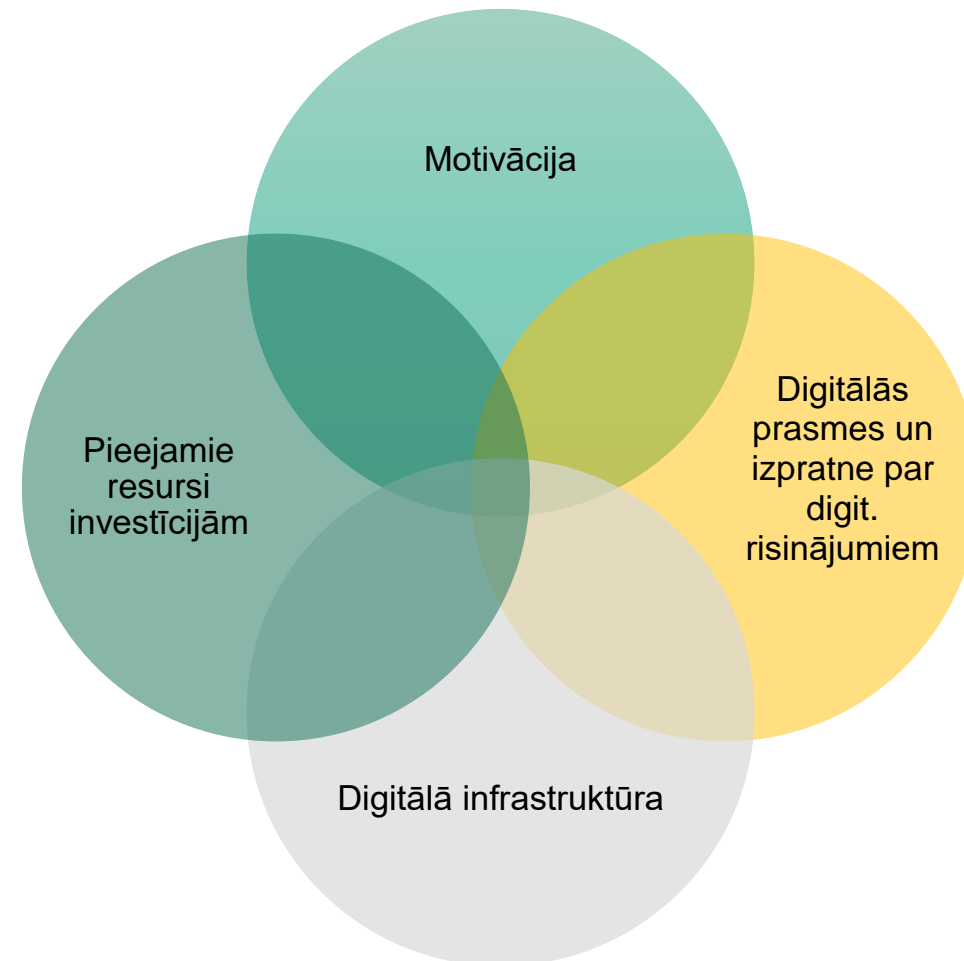 Motivācija
Pieejamie
resursi
investīcijām
Digitālās
prasmes un
izpratne par
digit.
risinājumiem
Digitālā infrastruktūra